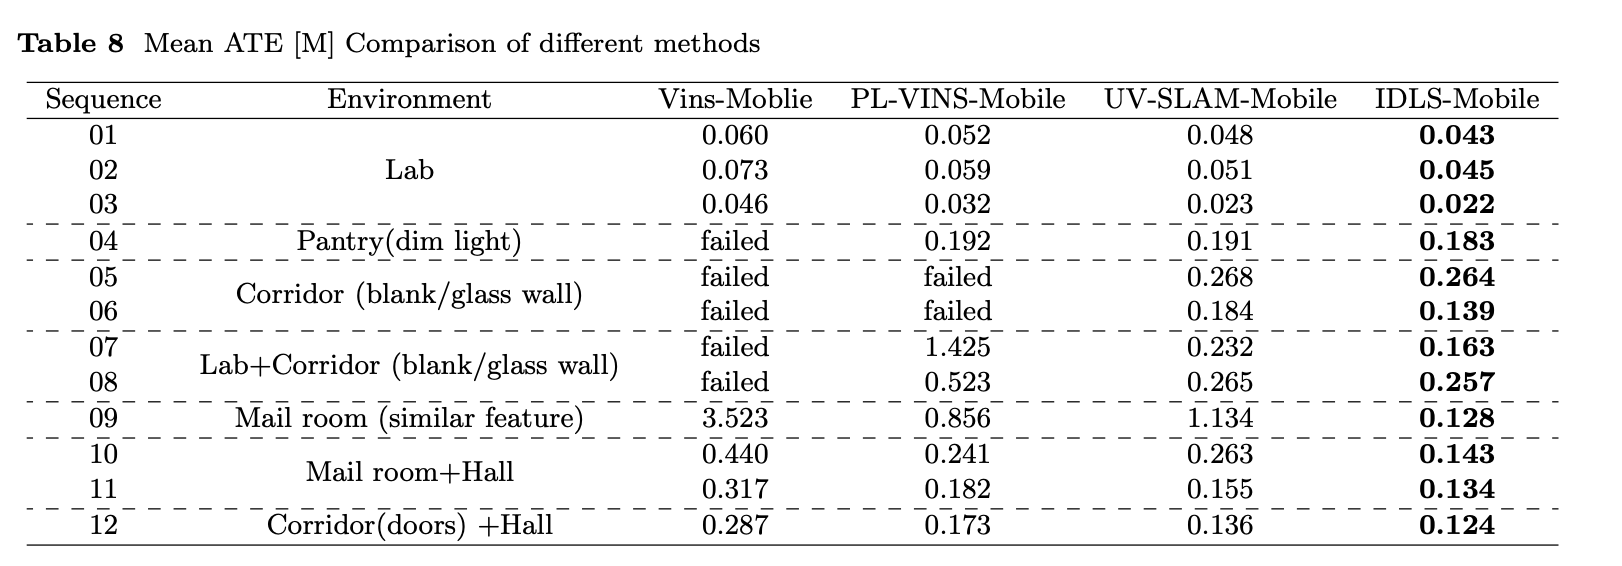 Table 8 Mean ATE [M] Comparison of different methods
Sequence Environment Vins-Moblie PL-VINS-Mobile UV-SLAM-Mobile IDLS-Mobile
01 0.060 0.052 0.048 0.043
02 Lab 0.073 0.059 0.051 0.045
03 0.046 0.032 0.023 0.022
04 Pantry(dim light) failed 0.192 0.191 0.183
05 failed failed 0.268 0.264
Corridor (blank/glass wall)
06 failed failed 0.184 0.139
07 failed 1.425 0.232 0.163
Lab+Corridor (blank/glass wall)
08 failed 0.523 0.265 0.257
09 Mail room (similar feature) 3.523 0.856 1.134 0.128
10 0.440 0.241 0.263 0.143
Mail room+Hall
11 0.317 0.182 0.155 0.134
12 Corridor(doors) +Hall 0.287 0.173 0.136 0.124